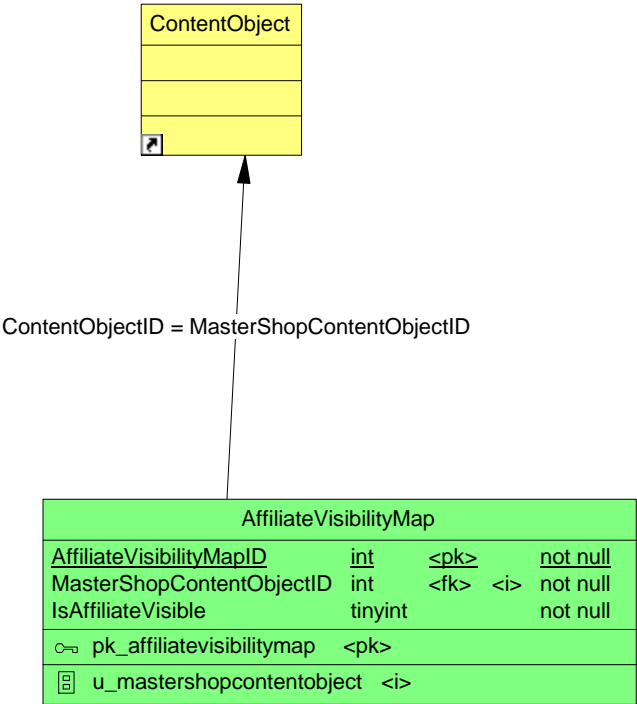 ContentObject
ContentObjectID = MasterShopContentObjectID
AffiliateVisibilityMap
AffiliateVisibilityMapID int <pk> not null
MasterShopContentObjectID int <fk> <i> not null
IsAffiliateVisible tinyint not null
pk_affiliatevisibilitymap <pk>
u_mastershopcontentobject <i>